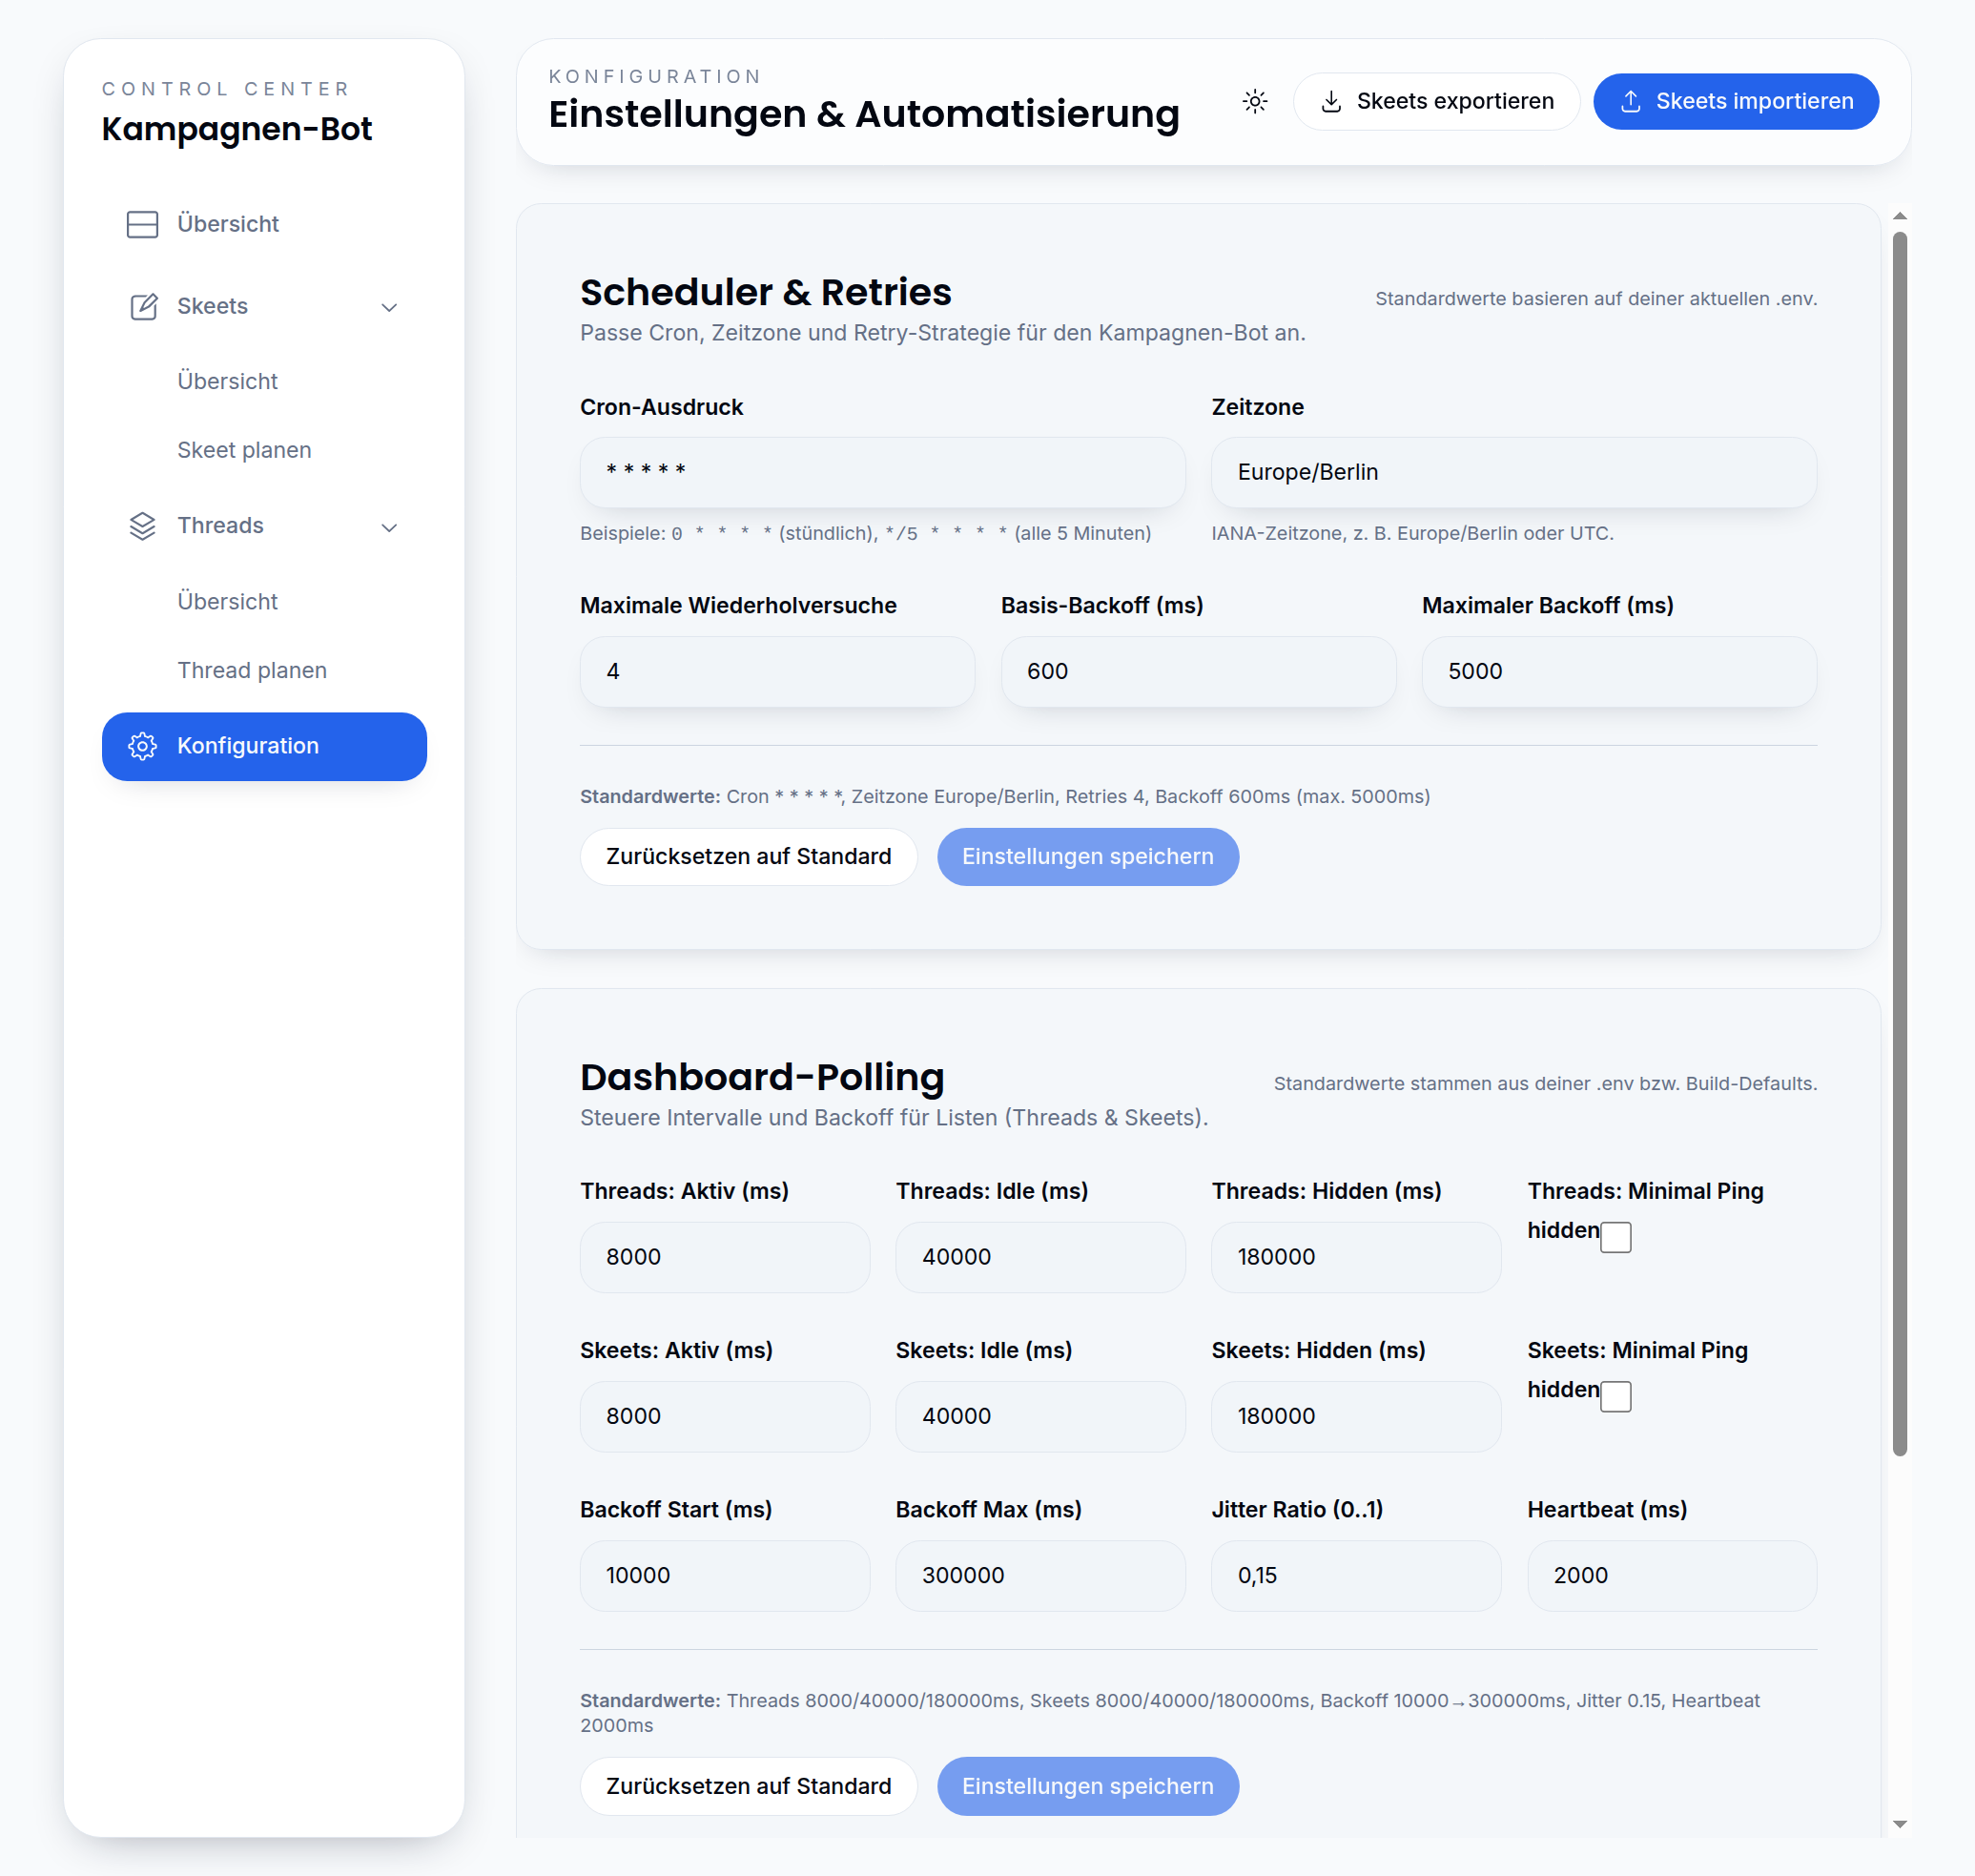 CONTROL CENTER
Kampagnen-Bot
Übersicht
Skeets
Übersicht
Skeet planen
Threads
Übersicht
Thread planen
Konfiguration
KONFIGURATION
Einstellungen & Automatisierung
Skeets exportieren
Skeets importieren
Scheduler & Retries
Standardwerte basieren auf deiner aktuellen .env.
Passe Cron, Zeitzone und Retry-Strategie für den Kampagnen-Bot an.
Cron-Ausdruck
Zeitzone
* * * * *
Europe/Berlin
Beispiele: 0 * * * * (stündlich), */5 * * * * (alle 5 Minuten)
IANA-Zeitzone, z. B. Europe/Berlin oder UTC.
Maximale Wiederholversuche
Basis-Backoff (ms)
Maximaler Backoff (ms)
4
600
5000
Standardwerte: Cron * * * * *, Zeitzone Europe/Berlin, Retries 4, Backoff 600ms (max. 5000ms)
Zurücksetzen auf Standard
Einstellungen speichern
Dashboard-Polling
Standardwerte stammen aus deiner .env bzw. Build-Defaults.
Steuere Intervalle und Backoff für Listen (Threads & Skeets).
Threads: Aktiv (ms)
Threads: Idle (ms)
Threads: Hidden (ms)
Threads: Minimal Ping
hidden
8000
40000
180000
Skeets: Aktiv (ms)
Skeets: Idle (ms)
Skeets: Hidden (ms)
Skeets: Minimal Ping
hidden
8000
40000
180000
Backoff Start (ms)
Backoff Max (ms)
Jitter Ratio (0..1)
Heartbeat (ms)
10000
300000
0,15
2000
Standardwerte: Threads 8000/40000/180000ms, Skeets 8000/40000/180000ms, Backoff 10000→300000ms, Jitter 0.15, Heartbeat
2000ms
Zurücksetzen auf Standard
Einstellungen speichern